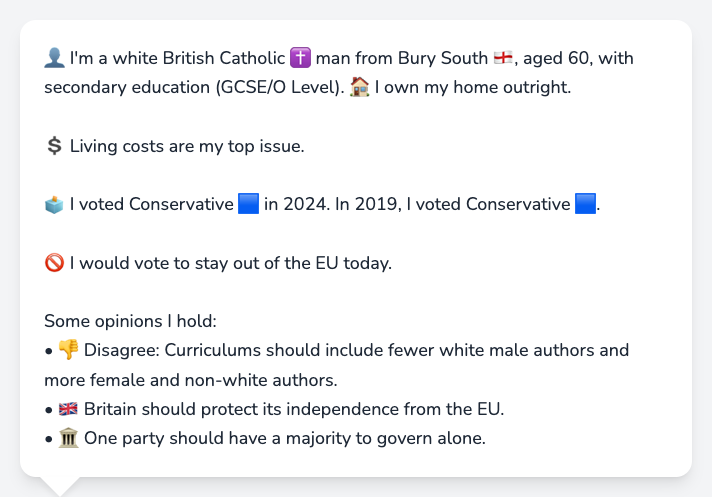 👤 I'm a white British Catholic ✝️ man from Bury South 🏴󠁧󠁢󠁥󠁮󠁧󠁿, aged 60, with
secondary education (GCSE/O Level). 🏠 I own my home outright.
💲 Living costs are my top issue.
🗳️ I voted Conservative 🟦 in 2024. In 2019, I voted Conservative 🟦.
🚫 I would vote to stay out of the EU today.
Some opinions I hold:
• 👎 Disagree: Curriculums should include fewer white male authors and
more female and non-white authors.
• 🇬🇧 Britain should protect its independence from the EU.
• 🏛️ One party should have a majority to govern alone.